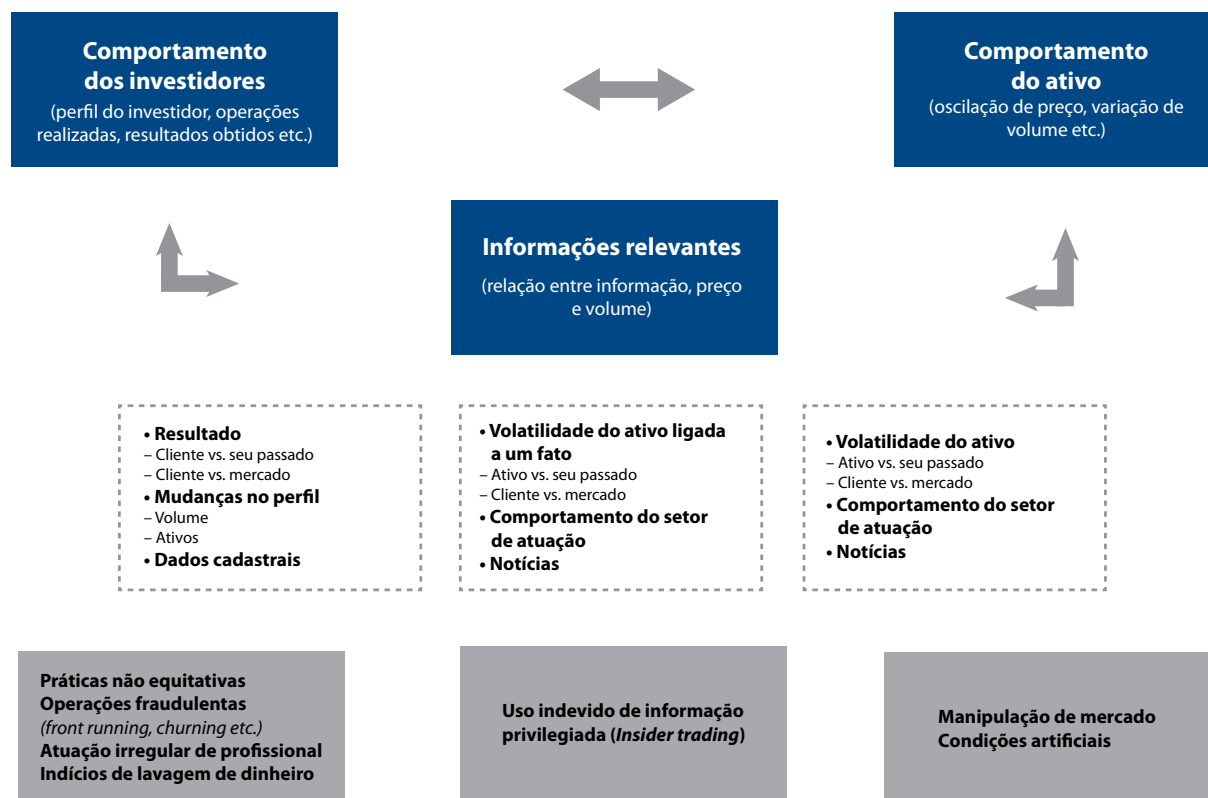 Comportamento
dos investidores
(perfil do investidor, operações
realizadas, resultados obtidos etc.)
Comportamento
do ativo
(oscilação de preço, variação de
volume etc.)
Informações relevantes
(relação entre informação, preço
e volume)
• Resultado
– Cliente vs. seu passado
– Cliente vs. mercado
• Mudanças no perfil
– Volume
– Ativos
• Dados cadastrais
• Volatilidade do ativo ligada
a um fato
– Ativo vs. seu passado
– Cliente vs. mercado
• Comportamento do setor
de atuação
• Notícias
• Volatilidade do ativo
– Ativo vs. seu passado
– Cliente vs. mercado
• Comportamento do setor
de atuação
• Notícias
Práticas não equitativas
Operações fraudulentas
(front running, churning etc.)
Atuação irregular de profissional
Indícios de lavagem de dinheiro
Uso indevido de informação
privilegiada (Insider trading)
Manipulação de mercado
Condições artificiais